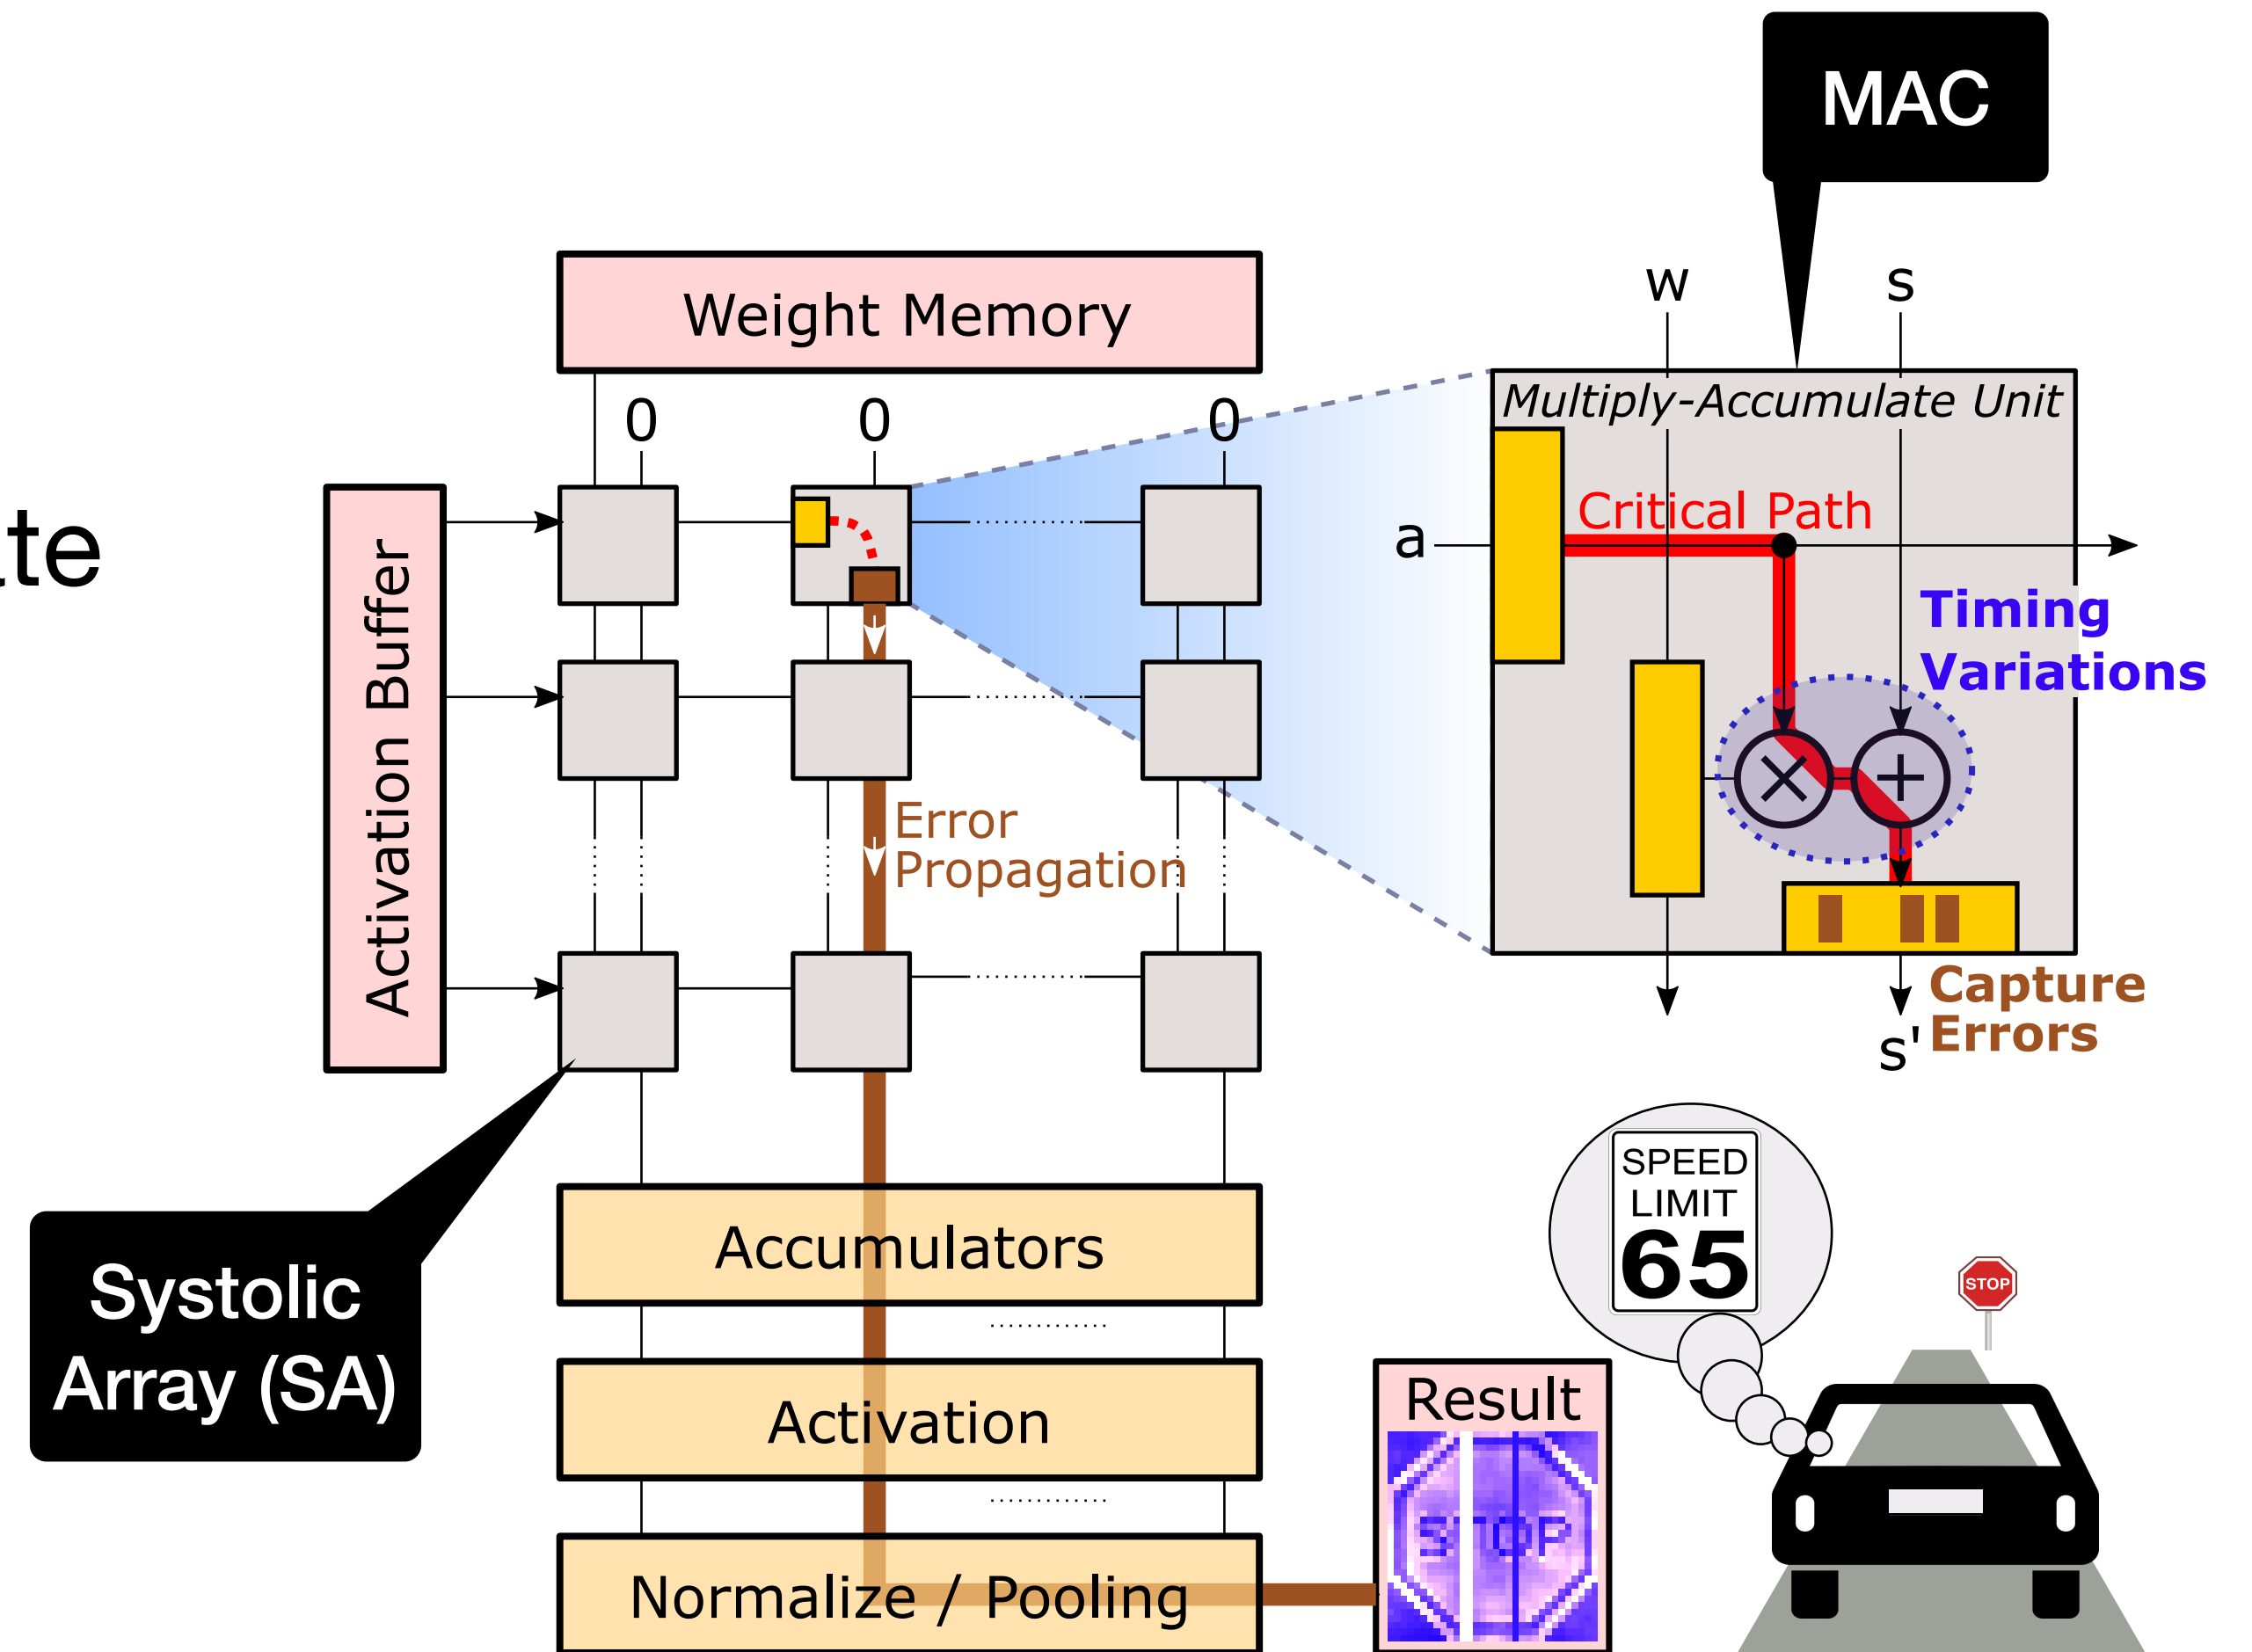 MAC
w
s
Weight Memory
Multiply-Accumulate Unit
0
0
0
Critical Path
a
Activation Buffer
Timing
Variations
×
+
Error
Propagation
Capture
Errors
s'
SPEED
LIMIT
65
STOP
Systolic
Array (SA)
Accumulators
Activation
Result
STOP
Normalize / Pooling